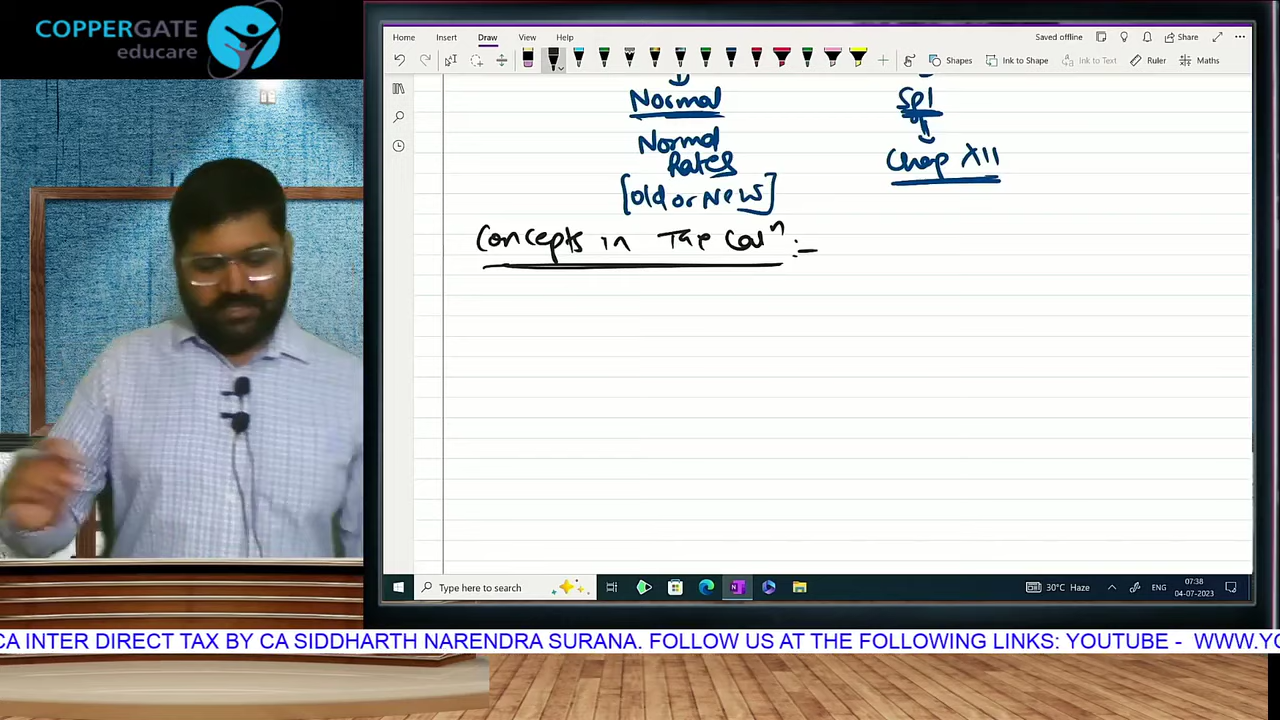 COPPERGATE
educare
Home Insert Draw View Help
Saved offline
Share
Shapes
Ink to Shape
Ink to Text
Ruler
Maths
Normal
Normal
Rates
[Old or New]
Spl
Chap XII
Concepts in
Type here to search
30°C Haze
ENG
07:38
04-07-2023
CA INTER DIRECT TAX BY CA SIDDHARTH NARENDRA SURANA. FOLLOW US AT THE FOLLOWING LINKS: YOUTUBE - WWW.YO